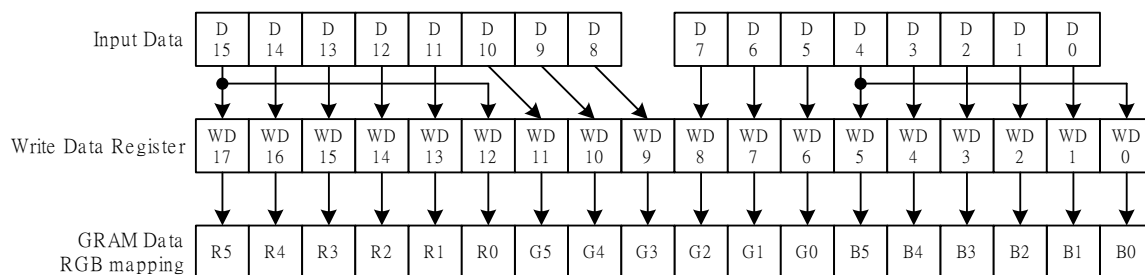 Input Data
D D D D D D D D D D D D D D D D
15 14 13 12 11 10 9 8 7 6 5 4 3 2 1 0
Write Data Register
WD WD WD WD WD WD WD WD WD WD WD WD WD WD WD WD WD WD
17 16 15 14 13 12 11 10 9 8 7 6 5 4 3 2 1 0
GRAM Data
RGB mapping
R5 R4 R3 R2 R1 R0 G5 G4 G3 G2 G1 G0 B5 B4 B3 B2 B1 B0